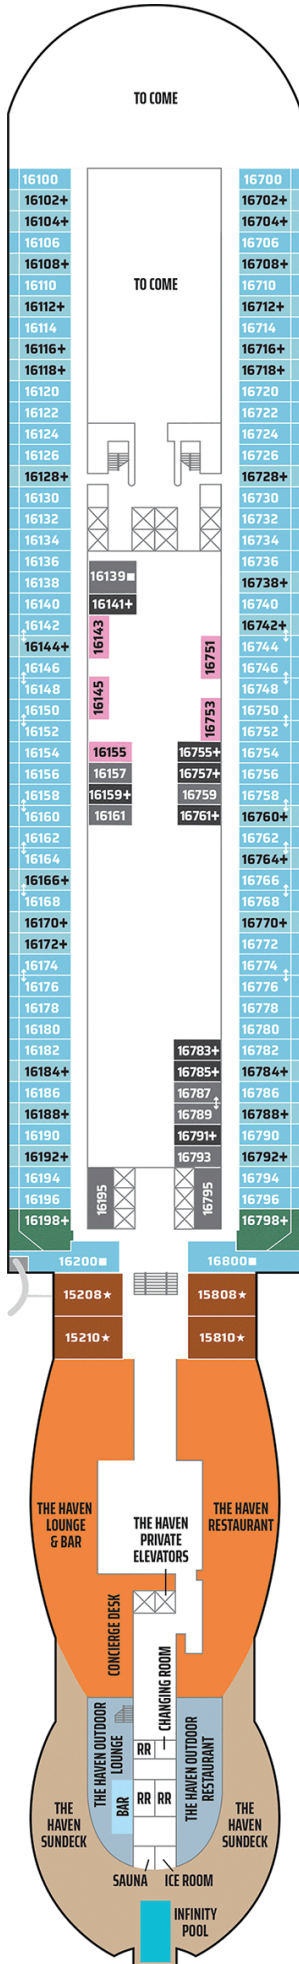 TO COME
16100 16700
16102+ 16702+
16104+ 16704+
16106 16706
16108+ 16708+
16110 16710
TO COME
16112+ 16712+
16114 16714
16116+ 16716+
16118+ 16718+
16120 16720
16122 16722
16124 16724
16126 16726
16128+ 16728+
16130 16730
16132 16732
16134 16734
16136 16736
16138 16139■ 16738+
16140 16141+ 16740
16142 16143 16742+
16144+ 16751 16744
16146 16746
16148 16145 16748
16150 16753 16750
16152 16752
16154 16155 16755+ 16754
16156 16157 16757+ 16756
16158 16159+ 16759 16758
16160 16161 16761+ 16760+
16162 16762
16164 16764+
16166+ 16766
16168 16768
16170+ 16770+
16172+ 16772
16174 16774
16176 16776
16178 16778
16180 16780
16182 16783+ 16782
16184+ 16785+ 16784+
16186 16787 16786
16188+ 16789 16788+
16190 16791+ 16790
16192+ 16793 16792+
16194 16195 16795 16794
16196 16796
16198+ 16798+
16200■ 16800■
15208★ 15808★
15210★ 15810★
THE HAVEN
LOUNGE
& BAR
THE HAVEN
RESTAURANT
THE HAVEN
PRIVATE
ELEVATORS
CONCIERGE DESK
CHANGING ROOM
THE HAVEN OUTDOOR
LOUNGE
RR
THE HAVEN OUTDOOR
RESTAURANT
BAR
RR RR
THE
HAVEN
SUNDECK
THE
HAVEN
SUNDECK
SAUNA ICE ROOM
INFINITY
POOL